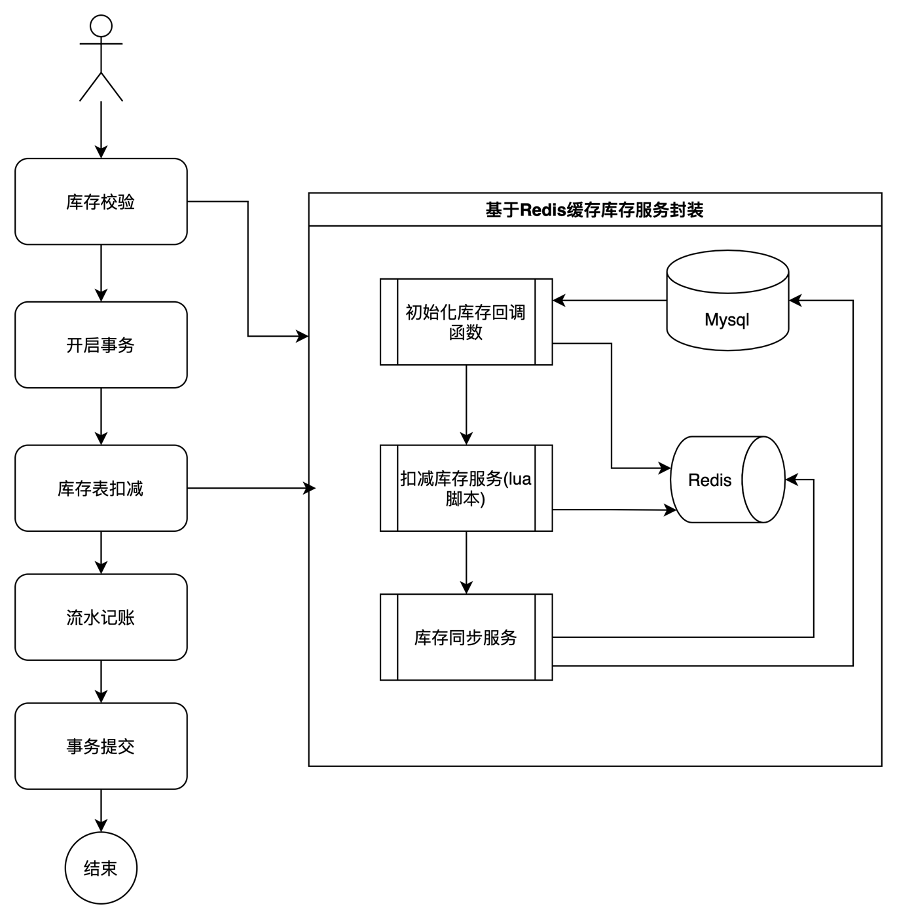 库存校验
开启事务
库存表扣减
流水记账
事务提交
结束
基于Redis缓存库存服务封装
初始化库存回调
函数
Mysql
扣减库存服务(lua
脚本)
Redis
库存同步服务